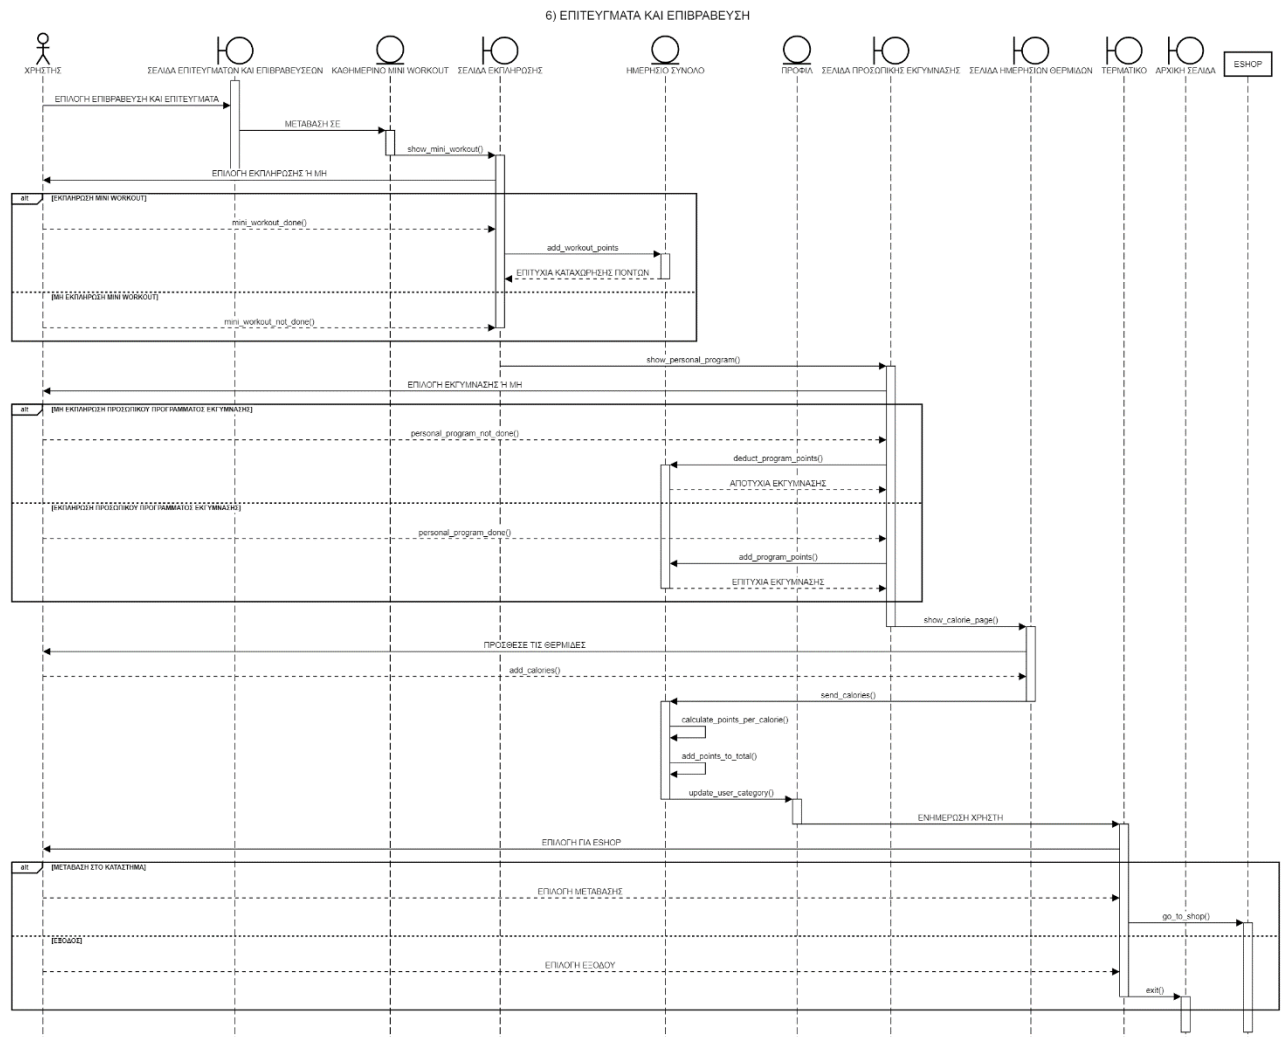 6) ΕΠΙΤΕΥΓΜΑΤΑ ΚΑΙ ΕΠΙΒΡΑΒΕΥΣΗ
ΧΡΗΣΤΗΣ
ΣΕΛΙΔΑ ΕΠΙΤΕΥΓΜΑΤΩΝ ΚΑΙ ΕΠΙΒΡΑΒΕΥΣΕΩΝ
ΚΑΘΗΜΕΡΙΝΟ MINI WORKOUT
ΣΕΛΙΔΑ ΕΚΠΛΗΡΩΣΗΣ
ΗΜΕΡΗΣΙΟ ΣΥΝΟΛΟ
ΠΡΟΦΙΛ
ΣΕΛΙΔΑ ΠΡΟΣΩΠΙΚΗΣ ΕΚΓΥΜΝΑΣΗΣ
ΣΕΛΙΔΑ ΗΜΕΡΗΣΙΩΝ ΘΕΡΜΙΔΩΝ
ΤΕΡΜΑΤΙΚΟ
ΑΡΧΙΚΗ ΣΕΛΙΔΑ
ESHOP
ΕΠΙΛΟΓΗ ΕΠΙΒΡΑΒΕΥΣΗ ΚΑΙ ΕΠΙΤΕΥΓΜΑΤΑ
ΜΕΤΑΒΑΣΗ ΣΕ
show_mini_workout()
ΕΠΙΛΟΓΗ ΕΚΠΛΗΡΩΣΗΣ Ή ΜΗ
alt [ΕΚΠΛΗΡΩΣΗ MINI WORKOUT]
mini_workout_done()
add_workout_points
ΕΠΙΤΥΧΙΑ ΚΑΤΑΧΩΡΗΣΗΣ ΠΟΝΤΩΝ
[ΜΗ ΕΚΠΛΗΡΩΣΗ MINI WORKOUT]
mini_workout_not_done()
show_personal_program()
ΕΠΙΛΟΓΗ ΕΚΓΥΜΝΑΣΗΣ Ή ΜΗ
alt [ΜΗ ΕΚΠΛΗΡΩΣΗ ΠΡΟΣΩΠΙΚΟΥ ΠΡΟΓΡΑΜΜΑΤΟΣ ΕΚΓΥΜΝΑΣΗΣ]
personal_program_not_done()
deduct_program_points()
ΑΠΟΤΥΧΙΑ ΕΚΓΥΜΝΑΣΗΣ
[ΕΚΠΛΗΡΩΣΗ ΠΡΟΣΩΠΙΚΟΥ ΠΡΟΓΡΑΜΜΑΤΟΣ ΕΚΓΥΜΝΑΣΗΣ]
personal_program_done()
add_program_points()
ΕΠΙΤΥΧΙΑ ΕΚΓΥΜΝΑΣΗΣ
show_calorie_page()
ΠΡΟΣΘΕΣΕ ΤΙΣ ΘΕΡΜΙΔΕΣ
add_calories()
send_calories()
calculate_points_per_calorie()
add_points_to_total()
update_user_category()
ΕΝΗΜΕΡΩΣΗ ΧΡΗΣΤΗ
ΕΠΙΛΟΓΗ ΓΙΑ ESHOP
alt [ΜΕΤΑΒΑΣΗ ΣΤΟ ΚΑΤΑΣΤΗΜΑ]
ΕΠΙΛΟΓΗ ΜΕΤΑΒΑΣΗΣ
go_to_shop()
[ΕΞΟΔΟΣ]
ΕΠΙΛΟΓΗ ΕΞΟΔΟΥ
exit()